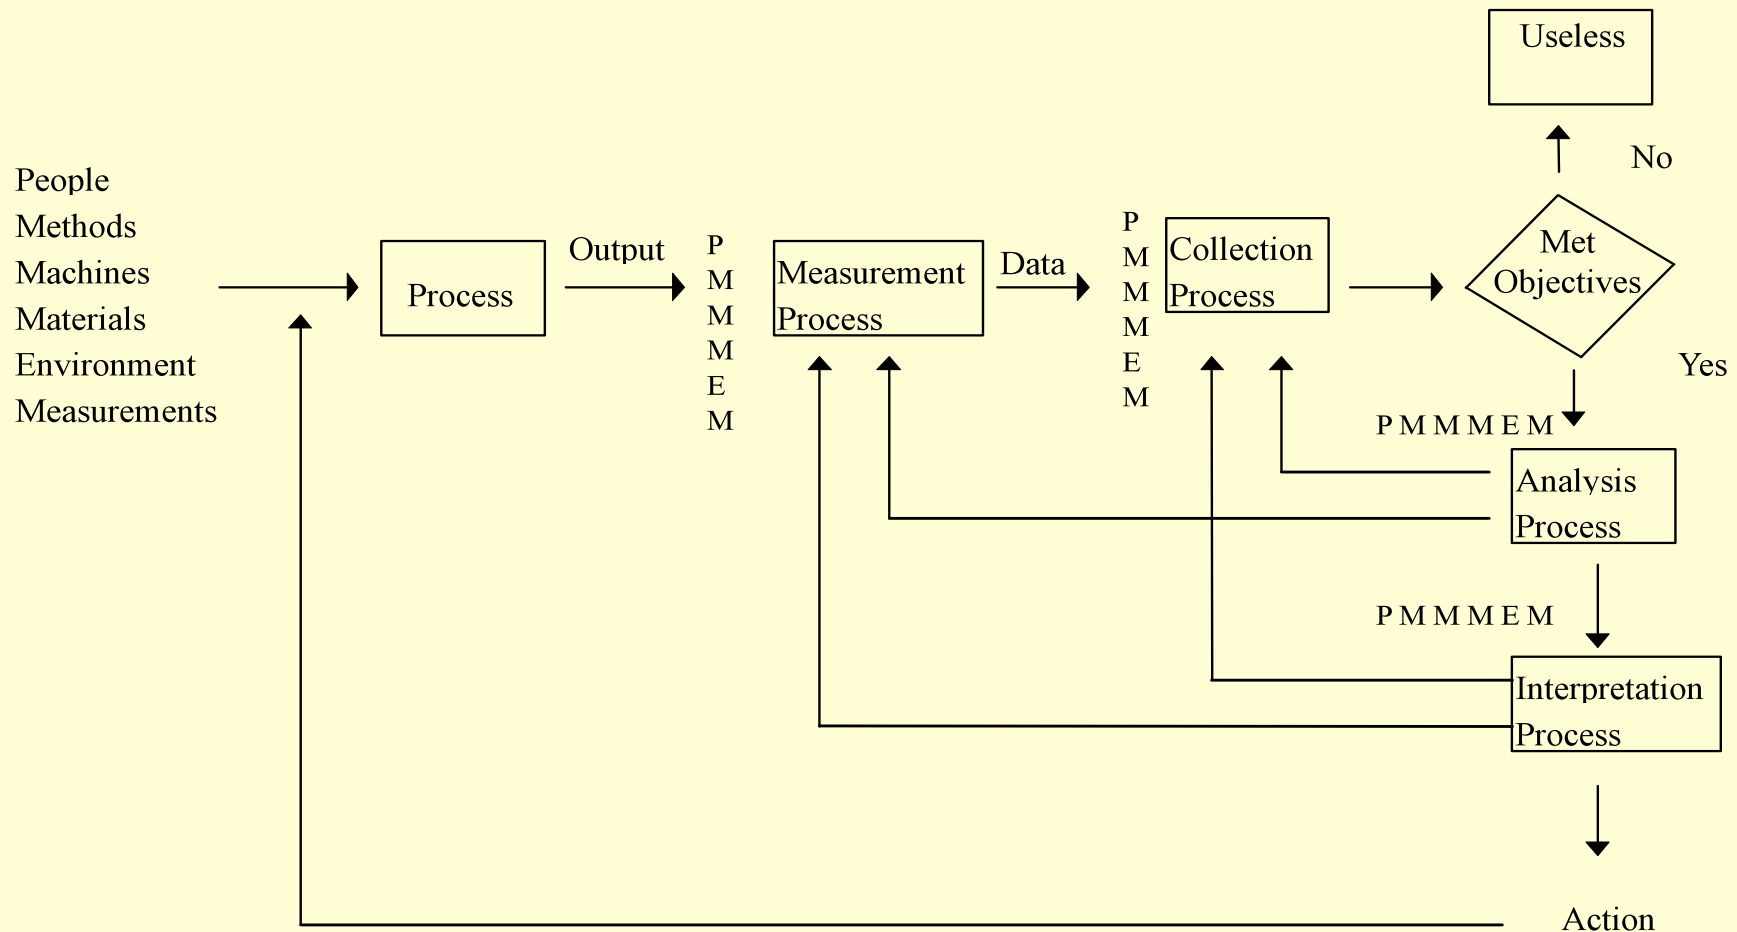 Useless
No
People
Methods
Machines
Materials
Environment
Measurements
Process
Output
P
M
M
M
E
M
Measurement
Process
Data
P
M
M
M
E
M
Collection
Process
Met
Objectives
Yes
P M M M E M
Analysis
Process
P M M M E M
Interpretation
Process
Action